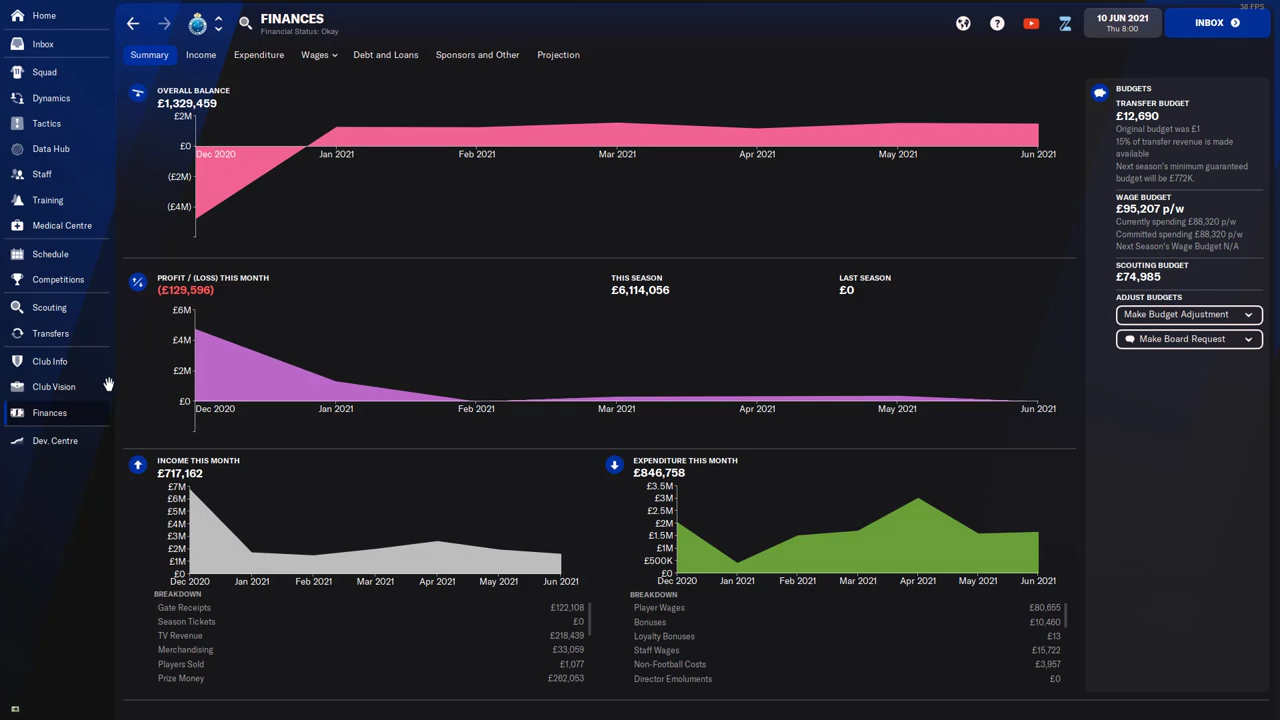 38 FPS
Home
Inbox
Squad
Dynamics
Tactics
Data Hub
Staff
Training
Medical Centre
Schedule
Competitions
Scouting
Transfers
Club Info
Club Vision
Finances
Dev. Centre
FINANCES
Financial Status: Okay
10 JUN 2021
Thu 8:00
INBOX
Summary
Income
Expenditure
Wages
Debt and Loans
Sponsors and Other
Projection
OVERALL BALANCE
£1,329,459
£2M
£0
(£2M)
(£4M)
Dec 2020
Jan 2021
Feb 2021
Mar 2021
Apr 2021
May 2021
Jun 2021
PROFIT / (LOSS) THIS MONTH
(£129,596)
THIS SEASON
£6,114,056
LAST SEASON
£0
£6M
£4M
£2M
£0
Dec 2020
Jan 2021
Feb 2021
Mar 2021
Apr 2021
May 2021
Jun 2021
INCOME THIS MONTH
£717,162
£7M
£6M
£5M
£4M
£3M
£2M
£1M
£0
Dec 2020
Jan 2021
Feb 2021
Mar 2021
Apr 2021
May 2021
Jun 2021
BREAKDOWN
Gate Receipts £122,108
Season Tickets £0
TV Revenue £218,439
Merchandising £33,059
Players Sold £1,077
Prize Money £262,053
EXPENDITURE THIS MONTH
£846,758
£3.5M
£3M
£2.5M
£2M
£1.5M
£1M
£500K
£0
Dec 2020
Jan 2021
Feb 2021
Mar 2021
Apr 2021
May 2021
Jun 2021
BREAKDOWN
Player Wages £80,655
Bonuses £10,460
Loyalty Bonuses £13
Staff Wages £15,722
Non-Football Costs £3,957
Director Emoluments £0
BUDGETS
TRANSFER BUDGET
£12,690
Original budget was £1
15% of transfer revenue is made
available
Next season's minimum guaranteed
budget will be £772K.
WAGE BUDGET
£95,207 p/w
Currently spending £88,320 p/w
Committed spending £88,320 p/w
Next Season's Wage Budget N/A
SCOUTING BUDGET
£74,985
ADJUST BUDGETS
Make Budget Adjustment
Make Board Request